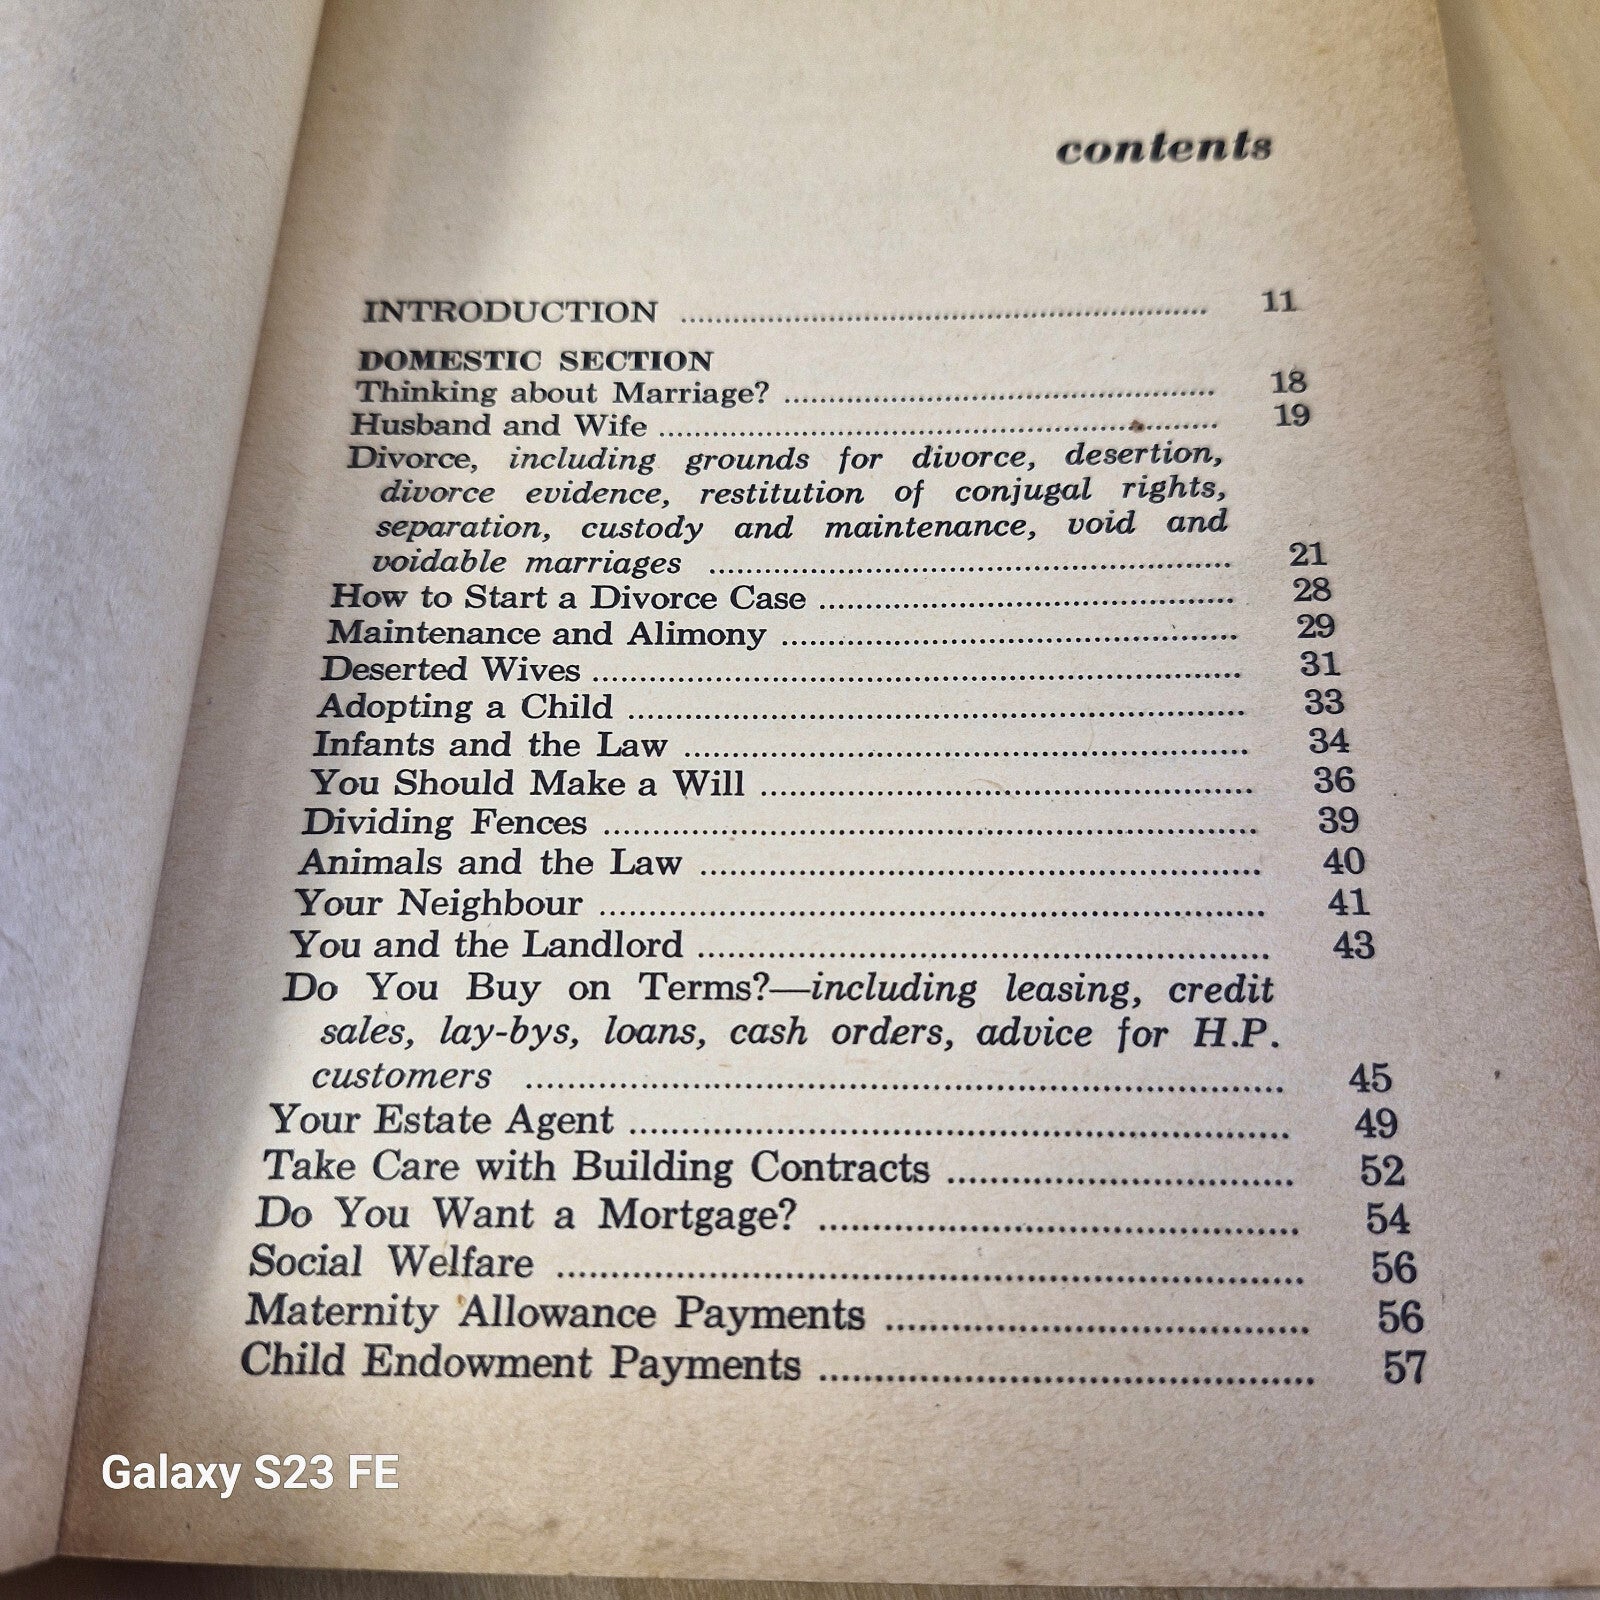 contents
INTRODUCTION ........................................ 11
DOMESTIC SECTION
Thinking about Marriage? ........................................ 18
Husband and Wife ........................................ 19
Divorce, including grounds for divorce, desertion,
divorce evidence, restitution of conjugal rights,
separation, custody and maintenance, void and
voidable marriages ........................................ 21
How to Start a Divorce Case ........................................ 28
Maintenance and Alimony ........................................ 29
Deserted Wives ........................................ 31
Adopting a Child ........................................ 33
Infants and the Law ........................................ 34
You Should Make a Will ........................................ 36
Dividing Fences ........................................ 39
Animals and the Law ........................................ 40
Your Neighbour ........................................ 41
You and the Landlord ........................................ 43
Do You Buy on Terms?—including leasing, credit
sales, lay-bys, loans, cash orders, advice for H.P.
customers ........................................ 45
Your Estate Agent ........................................ 49
Take Care with Building Contracts ........................................ 52
Do You Want a Mortgage? ........................................ 54
Social Welfare ........................................ 56
Maternity Allowance Payments ........................................ 56
Child Endowment Payments ........................................ 57
Galaxy S23 FE